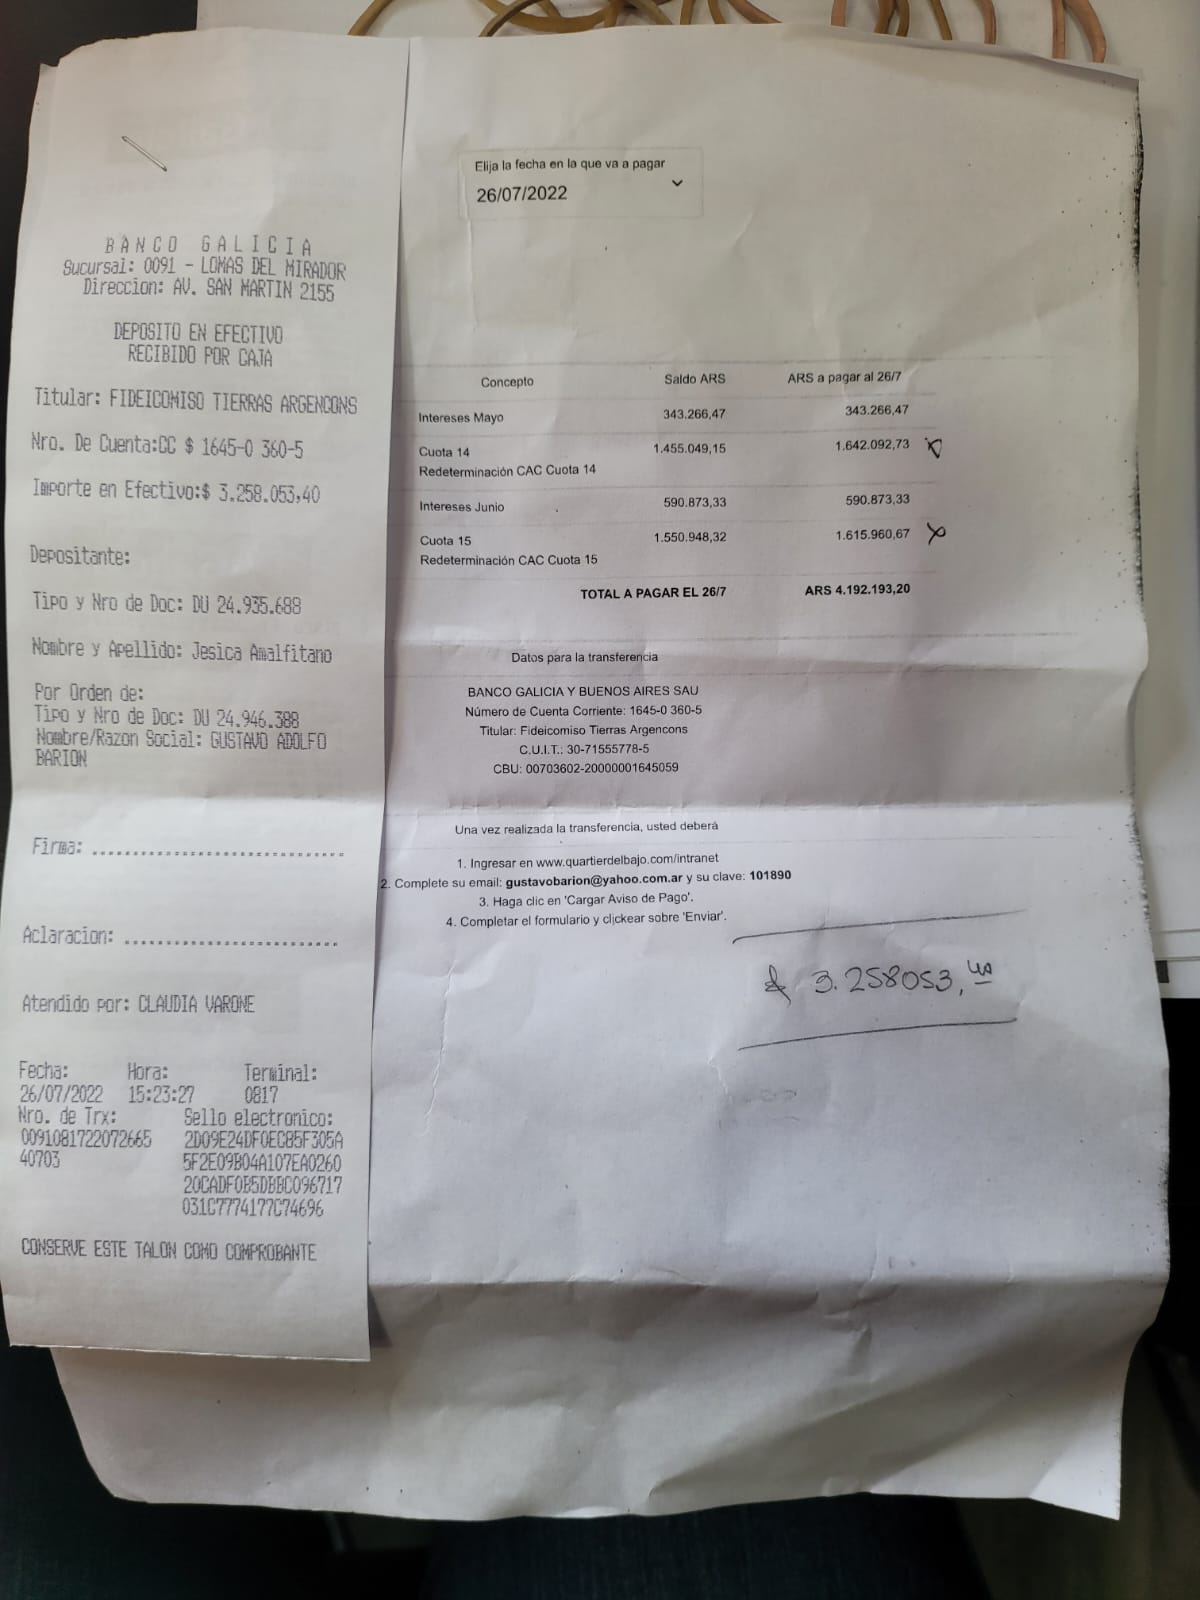 BANCO GALICIA
Sucursal: 0091 - LOMAS DEL MIRADOR
Direccion: AV. SAN MARTIN 2155
DEPOSITO EN EFECTIVO
RECIBIDO POR CAJA
Titular: FIDEICOMISO TIERRAS ARGENCONS
Nro. De Cuenta:CC $ 1645-0 360-5
Importe en Efectivo:$ 3.258.053,40
Depositante:
Tipo y Nro de Doc: DU 24.935.688
Nombre y Apellido: Jesica Amalfitano
Por Orden de:
Tipo y Nro de Doc: DU 24.946.388
Nombre/Razon Social: GUSTAVO ADOLFO
BARION
Firma: ..............................
Aclaracion: ..........................
Atendido por: CLAUDIA VARONE
Fecha: Hora: Terminal:
26/07/2022 15:23:27 0817
Nro. de Trx: Sello electronico:
0091081722072665 2D09E24DF0EC85F305A
40703 5F2E09B04A107EA0260
20CADF0B5DBBC096717
031C7774177C74696
CONSERVE ESTE TALON COMO COMPROBANTE
Elija la fecha en la que va a pagar
26/07/2022
Concepto Saldo ARS ARS a pagar al 26/7
Intereses Mayo 343.266,47 343.266,47
Cuota 14 1.455.049,15 1.642.092,73
Redeterminación CAC Cuota 14
Intereses Junio 590.873,33 590.873,33
Cuota 15 1.550.948,32 1.615.960,67
Redeterminación CAC Cuota 15
TOTAL A PAGAR EL 26/7 ARS 4.192.193,20
Datos para la transferencia
BANCO GALICIA Y BUENOS AIRES SAU
Número de Cuenta Corriente: 1645-0 360-5
Titular: Fideicomiso Tierras Argencons
C.U.I.T.: 30-71555778-5
CBU: 00703602-20000001645059
Una vez realizada la transferencia, usted deberá
1. Ingresar en www.quartierdelbajo.com/intranet
2. Complete su email: gustavobarion@yahoo.com.ar y su clave: 101890
3. Haga clic en 'Cargar Aviso de Pago'.
4. Completar el formulario y clickear sobre 'Enviar'.
$ 3.258053,40